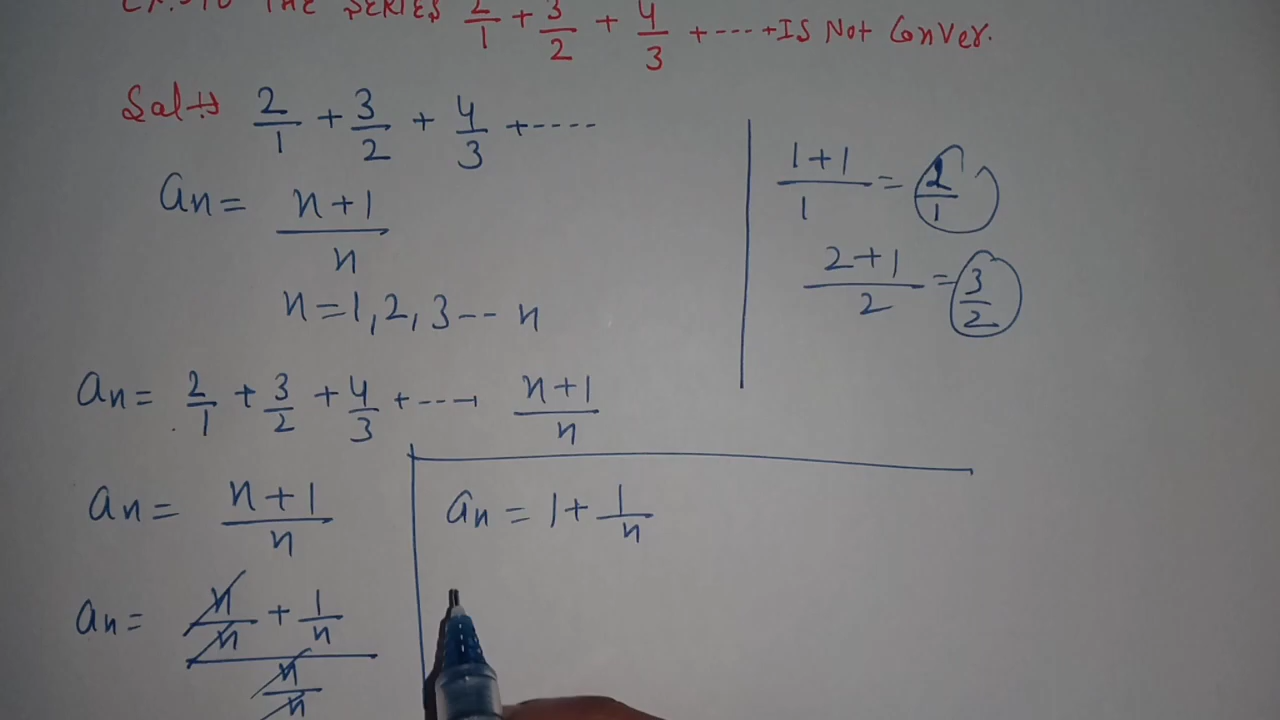 EX:→ THE SERIES 2/1 + 3/2 + 4/3 +----+IS Not Conver.
Sol:→ 2/1 + 3/2 + 4/3 +----
an= n+1/n
n=1,2,3-- n
1+1/1 = 2/1
2+1/2 = 3/2
an= 2/1 + 3/2 + 4/3 +---→ n+1/n
an= n+1/n
an= n/n + 1/n / n/n
an = 1+ 1/n